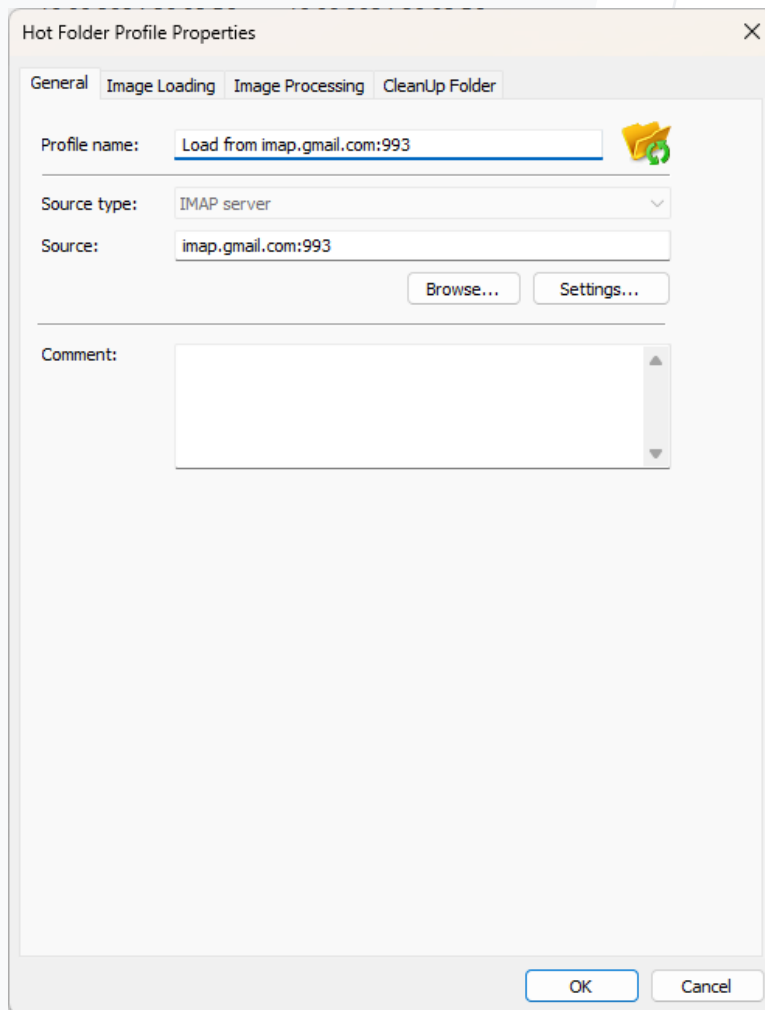 Hot Folder Profile Properties
General Image Loading Image Processing CleanUp Folder
Profile name: Load from imap.gmail.com:993
Source type: IMAP server
Source: imap.gmail.com:993
Browse... Settings...
Comment:
OK Cancel